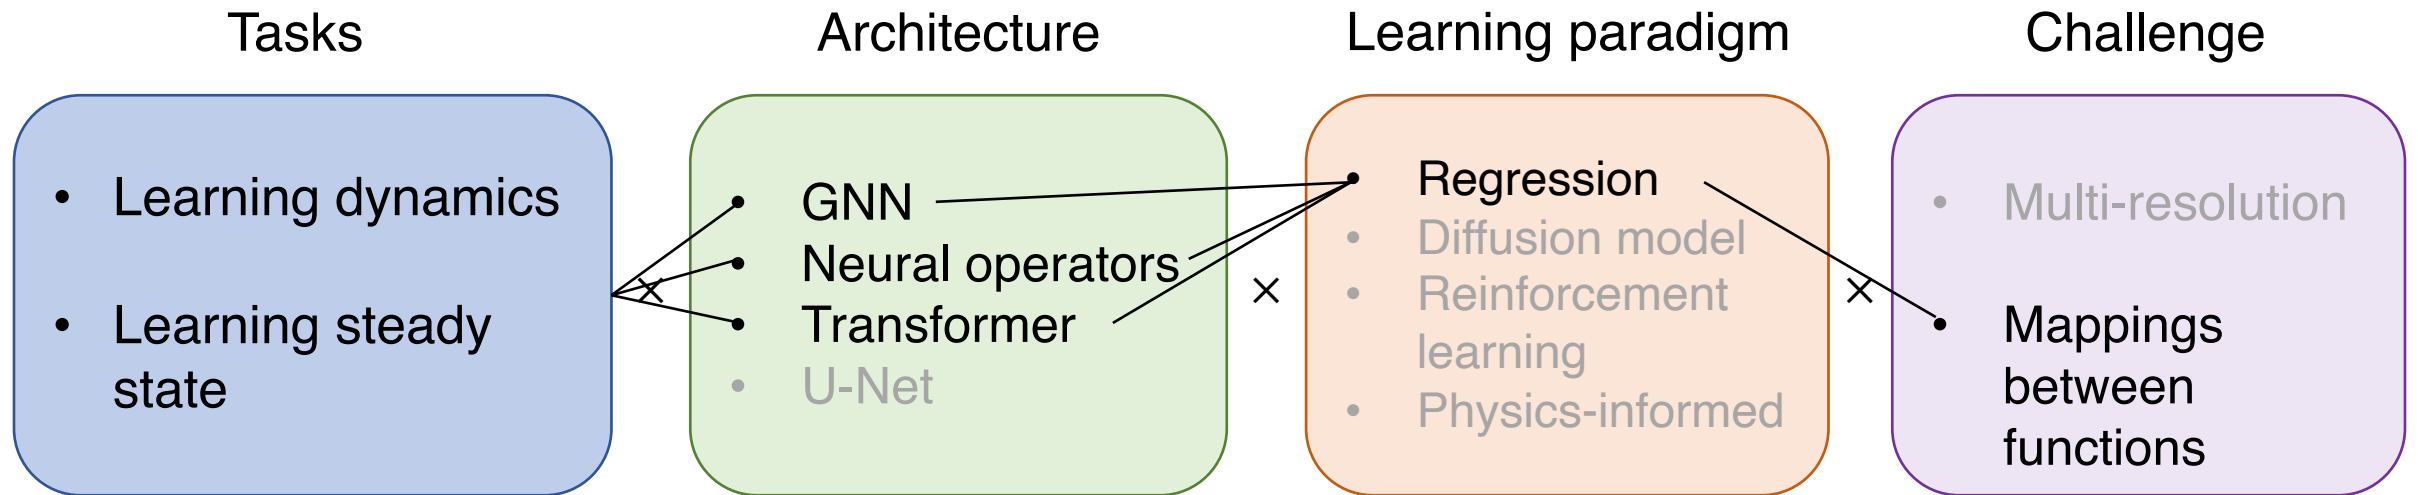 Tasks
• Learning dynamics
• Learning steady
state
Architecture
• GNN
• Neural operators
• Transformer
• U-Net
Learning paradigm
• Regression
• Diffusion model
• Reinforcement
learning
• Physics-informed
Challenge
• Multi-resolution
• Mappings
between
functions
×
×
×